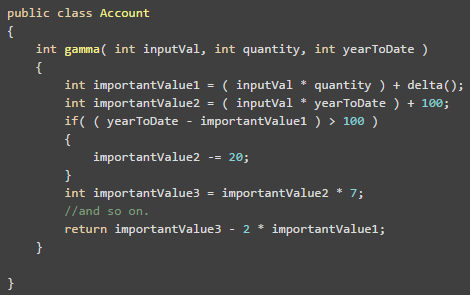 public class Account
{
    int gamma( int inputVal, int quantity, int yearToDate )
    {
        int importantValue1 = ( inputVal * quantity ) + delta();
        int importantValue2 = ( inputVal * yearToDate ) + 100;
        if( ( yearToDate - importantValue1 ) > 100 )
        {
            importantValue2 -= 20;
        }
        int importantValue3 = importantValue2 * 7;
        //and so on.
        return importantValue3 - 2 * importantValue1;
    }
}